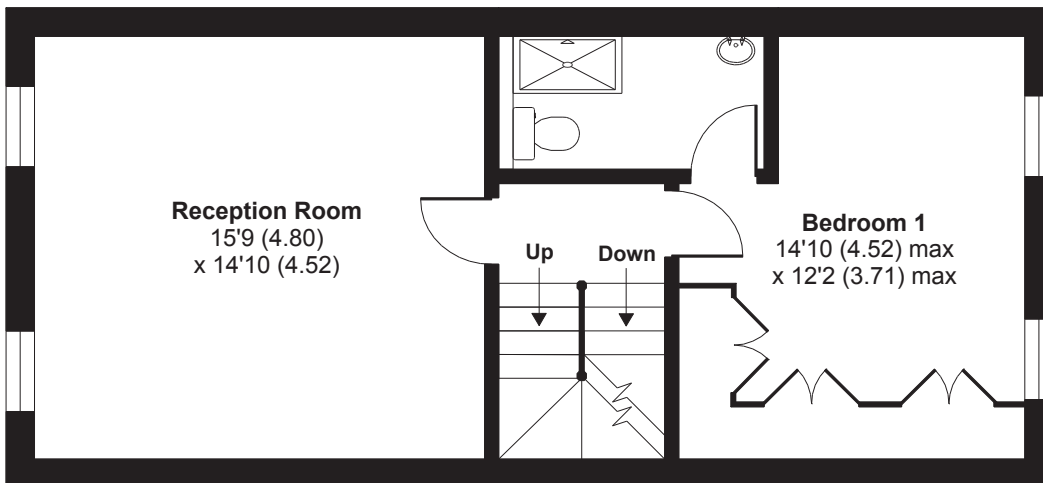 Reception Room
15'9 (4.80)
x 14'10 (4.52)
Up
Down
Bedroom 1
14'10 (4.52) max
x 12'2 (3.71) max